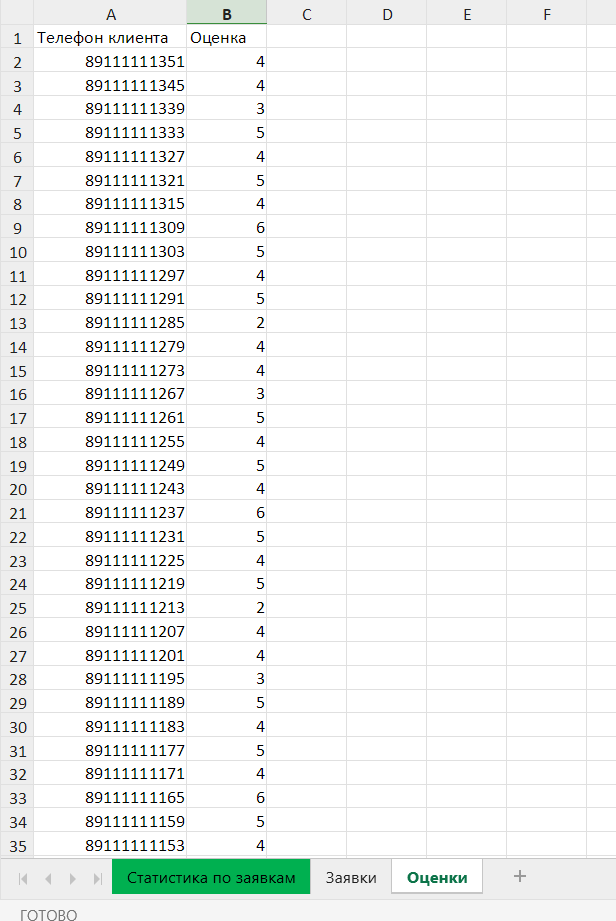 A B C D E F
1 Телефон клиента Оценка
2 89111111351 4
3 89111111345 4
4 89111111339 3
5 89111111333 5
6 89111111327 4
7 89111111321 5
8 89111111315 4
9 89111111309 6
10 89111111303 5
11 89111111297 4
12 89111111291 5
13 89111111285 2
14 89111111279 4
15 89111111273 4
16 89111111267 3
17 89111111261 5
18 89111111255 4
19 89111111249 5
20 89111111243 4
21 89111111237 6
22 89111111231 5
23 89111111225 4
24 89111111219 5
25 89111111213 2
26 89111111207 4
27 89111111201 4
28 89111111195 3
29 89111111189 5
30 89111111183 4
31 89111111177 5
32 89111111171 4
33 89111111165 6
34 89111111159 5
35 89111111153 4
Статистика по заявкам Заявки Оценки +
ГОТОВО